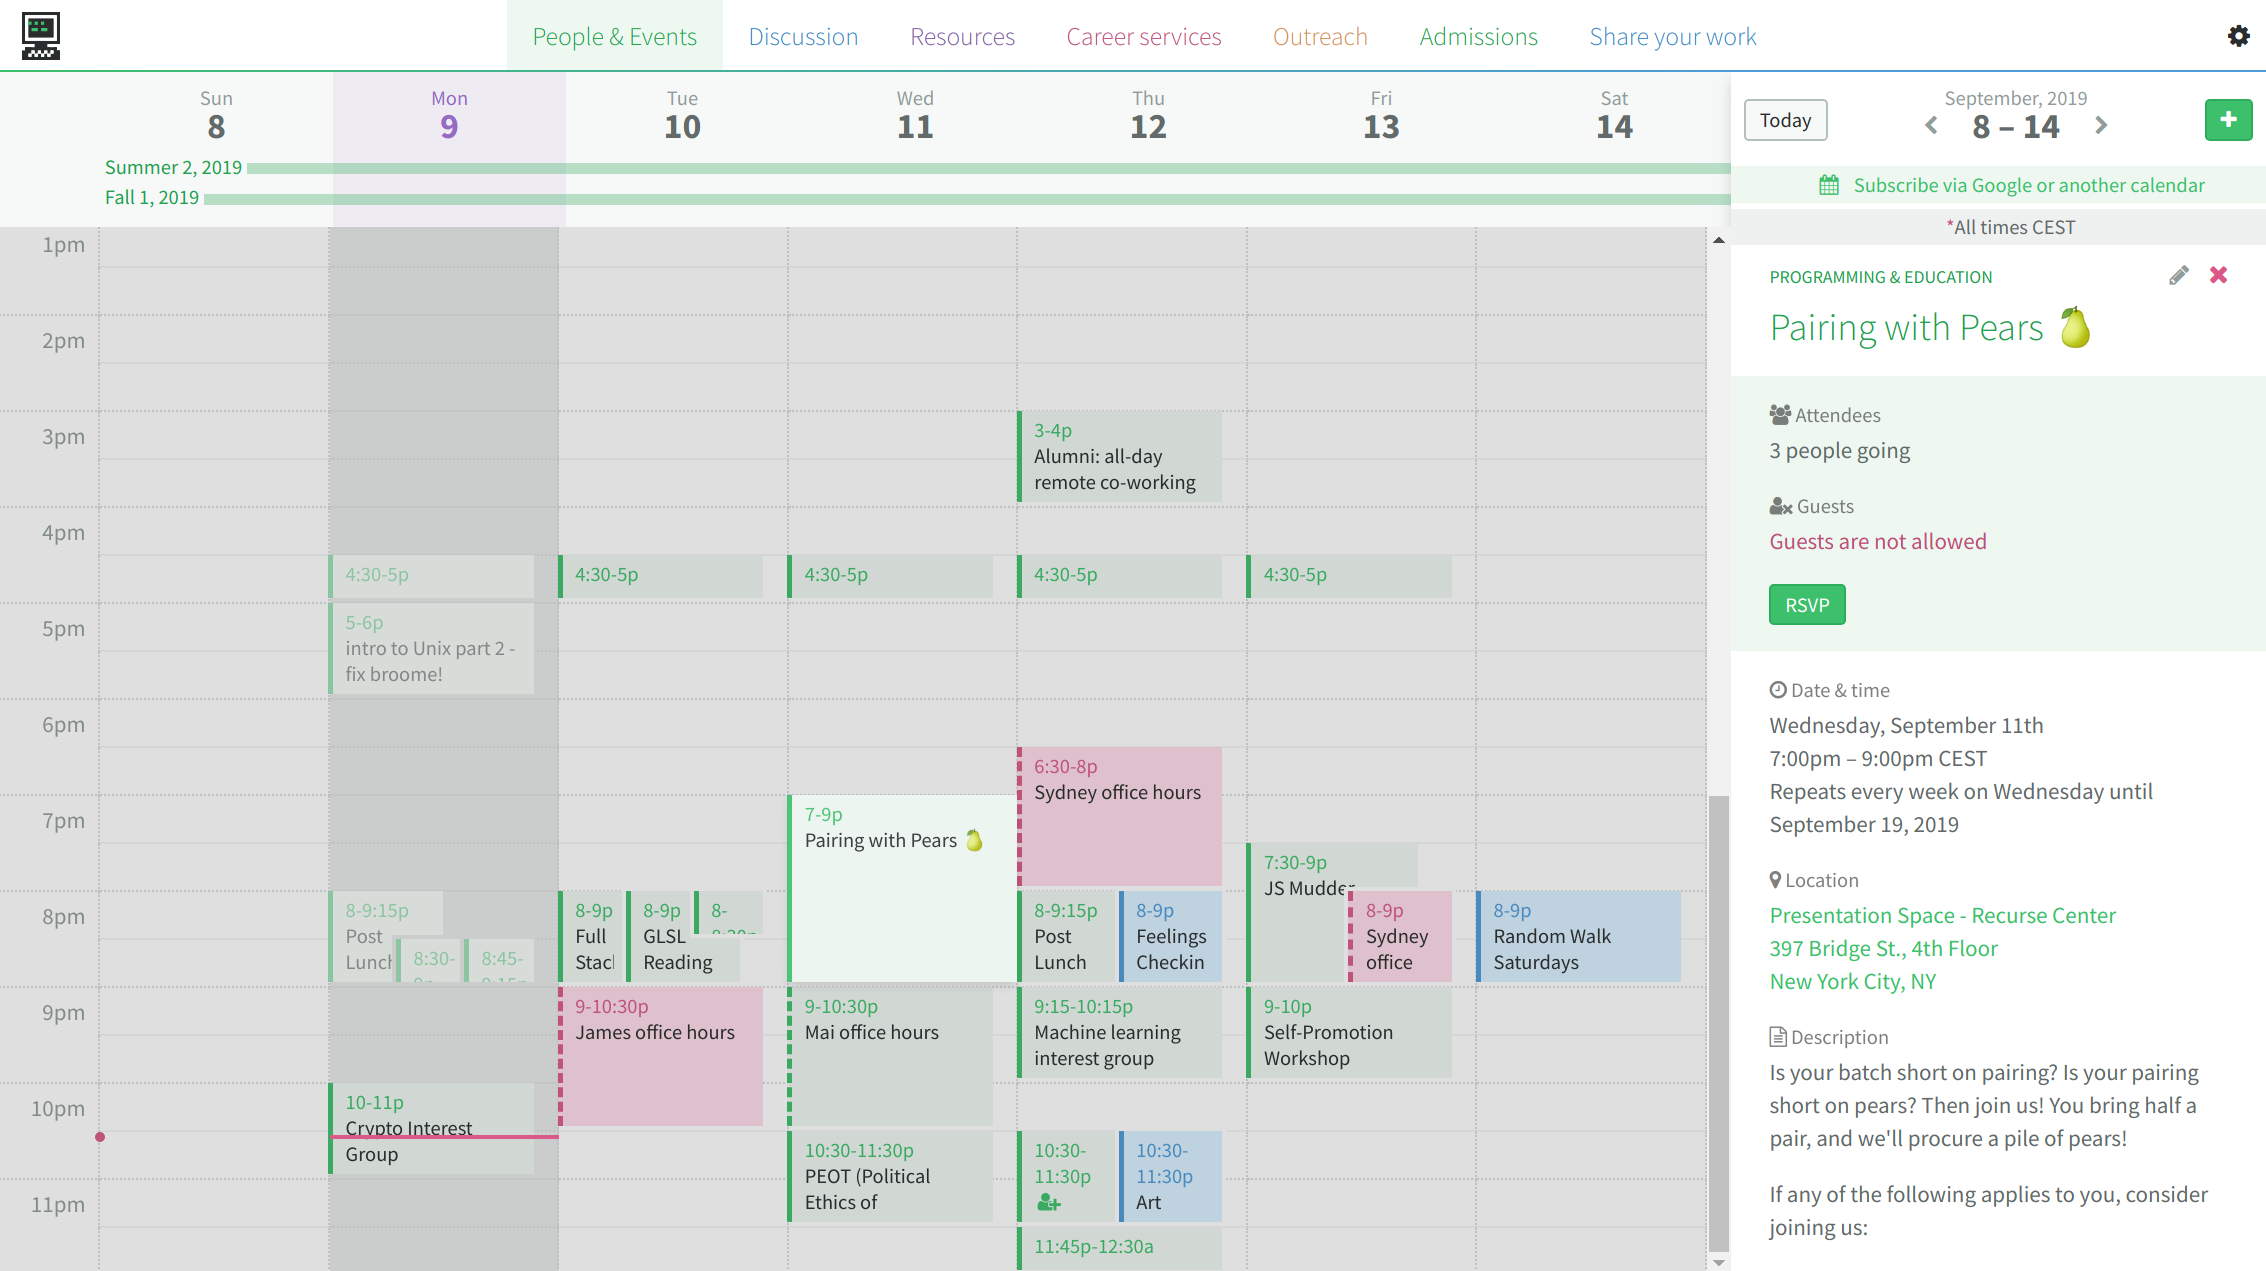 People & Events
Discussion
Resources
Career services
Outreach
Admissions
Share your work
Sun
8
Mon
9
Tue
10
Wed
11
Thu
12
Fri
13
Sat
14
Summer 2, 2019
Fall 1, 2019
Today
September, 2019
8 – 14
Subscribe via Google or another calendar
*All times CEST
1pm
2pm
3pm
4pm
5pm
6pm
7pm
8pm
9pm
10pm
11pm
4:30-5p
5-6p
intro to Unix part 2 -
fix broome!
8-9:15p
Post
Lunch
8:30-
8:45-
10-11p
Crypto Interest
Group
4:30-5p
8-9p
Full
Stac
8-9p
GLSL
Reading
8-
9-10:30p
James office hours
4:30-5p
7-9p
Pairing with Pears 🍐
9-10:30p
Mai office hours
10:30-11:30p
PEOT (Political
Ethics of
3-4p
Alumni: all-day
remote co-working
4:30-5p
6:30-8p
Sydney office hours
8-9:15p
Post
Lunch
8-9p
Feelings
Checkin
9:15-10:15p
Machine learning
interest group
10:30-
11:30p
10:30-
11:30p
Art
11:45p-12:30a
4:30-5p
7:30-9p
JS Mudder
8-9p
Sydney
office
9-10p
Self-Promotion
Workshop
8-9p
Random Walk
Saturdays
PROGRAMMING & EDUCATION
Pairing with Pears 🍐
Attendees
3 people going
Guests
Guests are not allowed
RSVP
Date & time
Wednesday, September 11th
7:00pm – 9:00pm CEST
Repeats every week on Wednesday until
September 19, 2019
Location
Presentation Space - Recurse Center
397 Bridge St., 4th Floor
New York City, NY
Description
Is your batch short on pairing? Is your pairing
short on pears? Then join us! You bring half a
pair, and we'll procure a pile of pears!
If any of the following applies to you, consider
joining us: